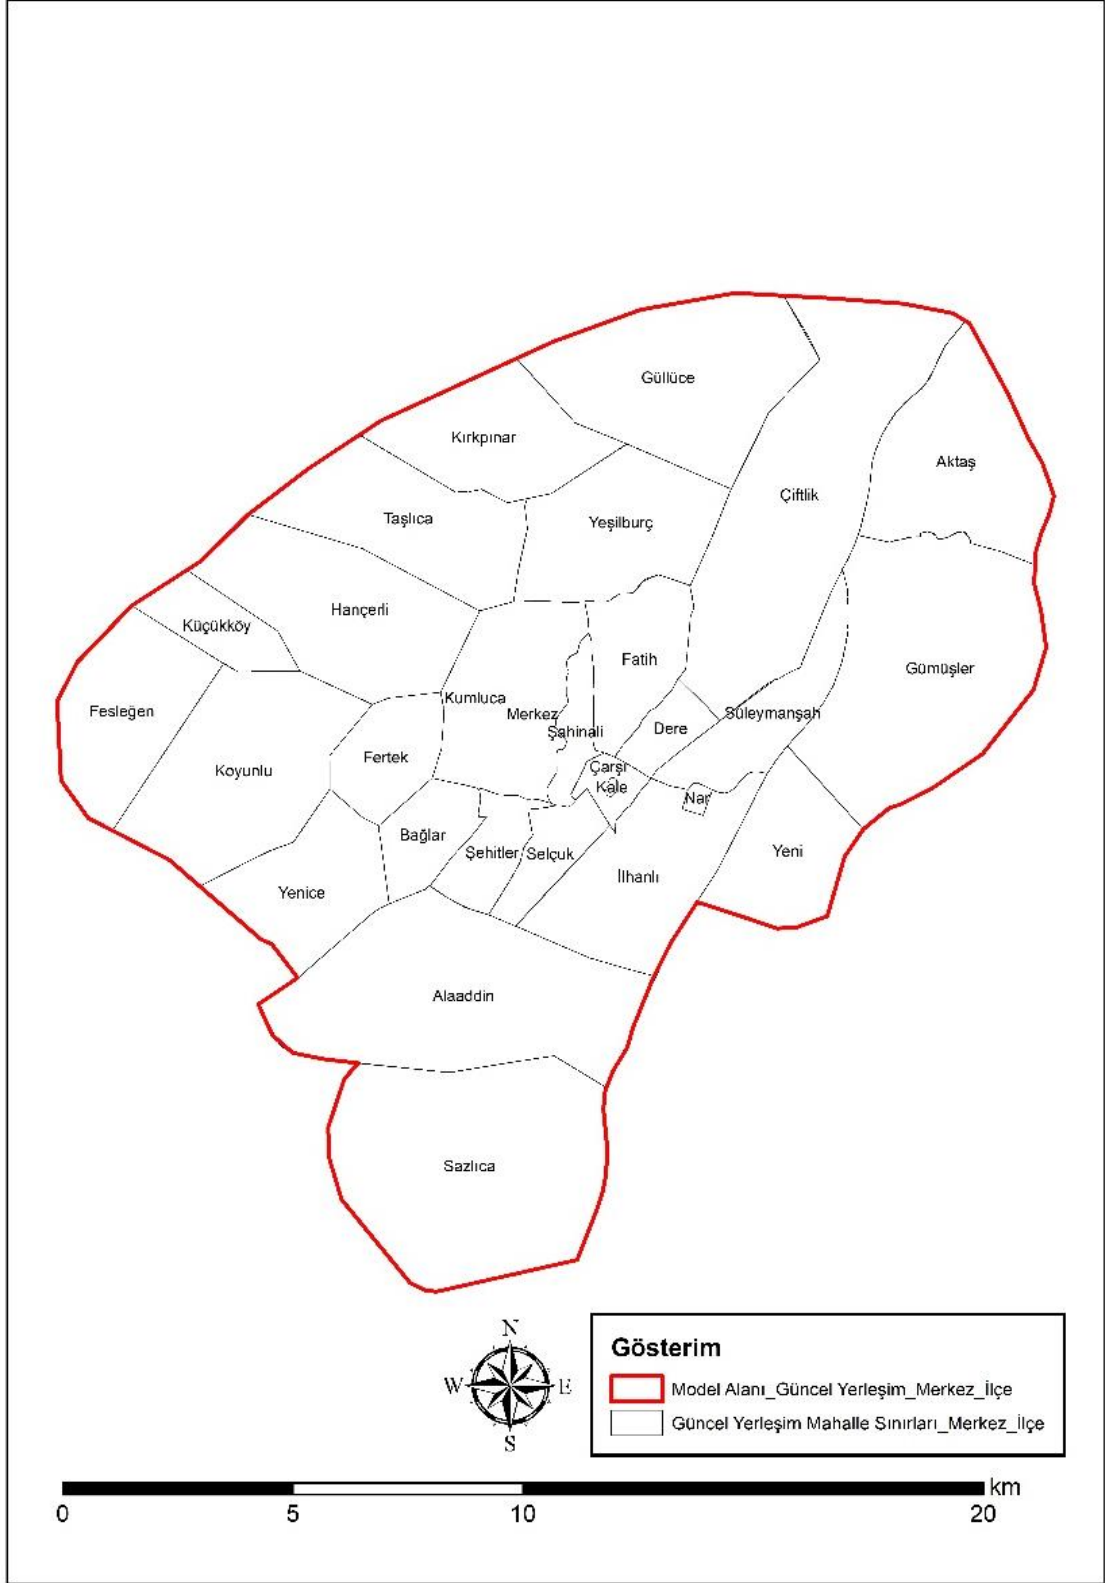 Güllüce
Kırkpınar
Aktaş
Çiftlik
Taşlıca
Yeşilburç
Hançerli
Küçükköy
Fatih
Gümüşler
Kumluca
Fesleğen
Merkez
Süleymanşah
Şahinali
Dere
Fertek
Koyunlu
Çarşı
Kale
Nar
Bağlar
Şehitler
Selçuk
Yeni
İlhanlı
Yenice
Alaaddin
Sazlıca
N
W E
S
Gösterim
Model Alanı_Güncel Yerleşim_Merkez_İlçe
Güncel Yerleşim Mahalle Sınırları_Merkez_İlçe
km
0 5 10 20